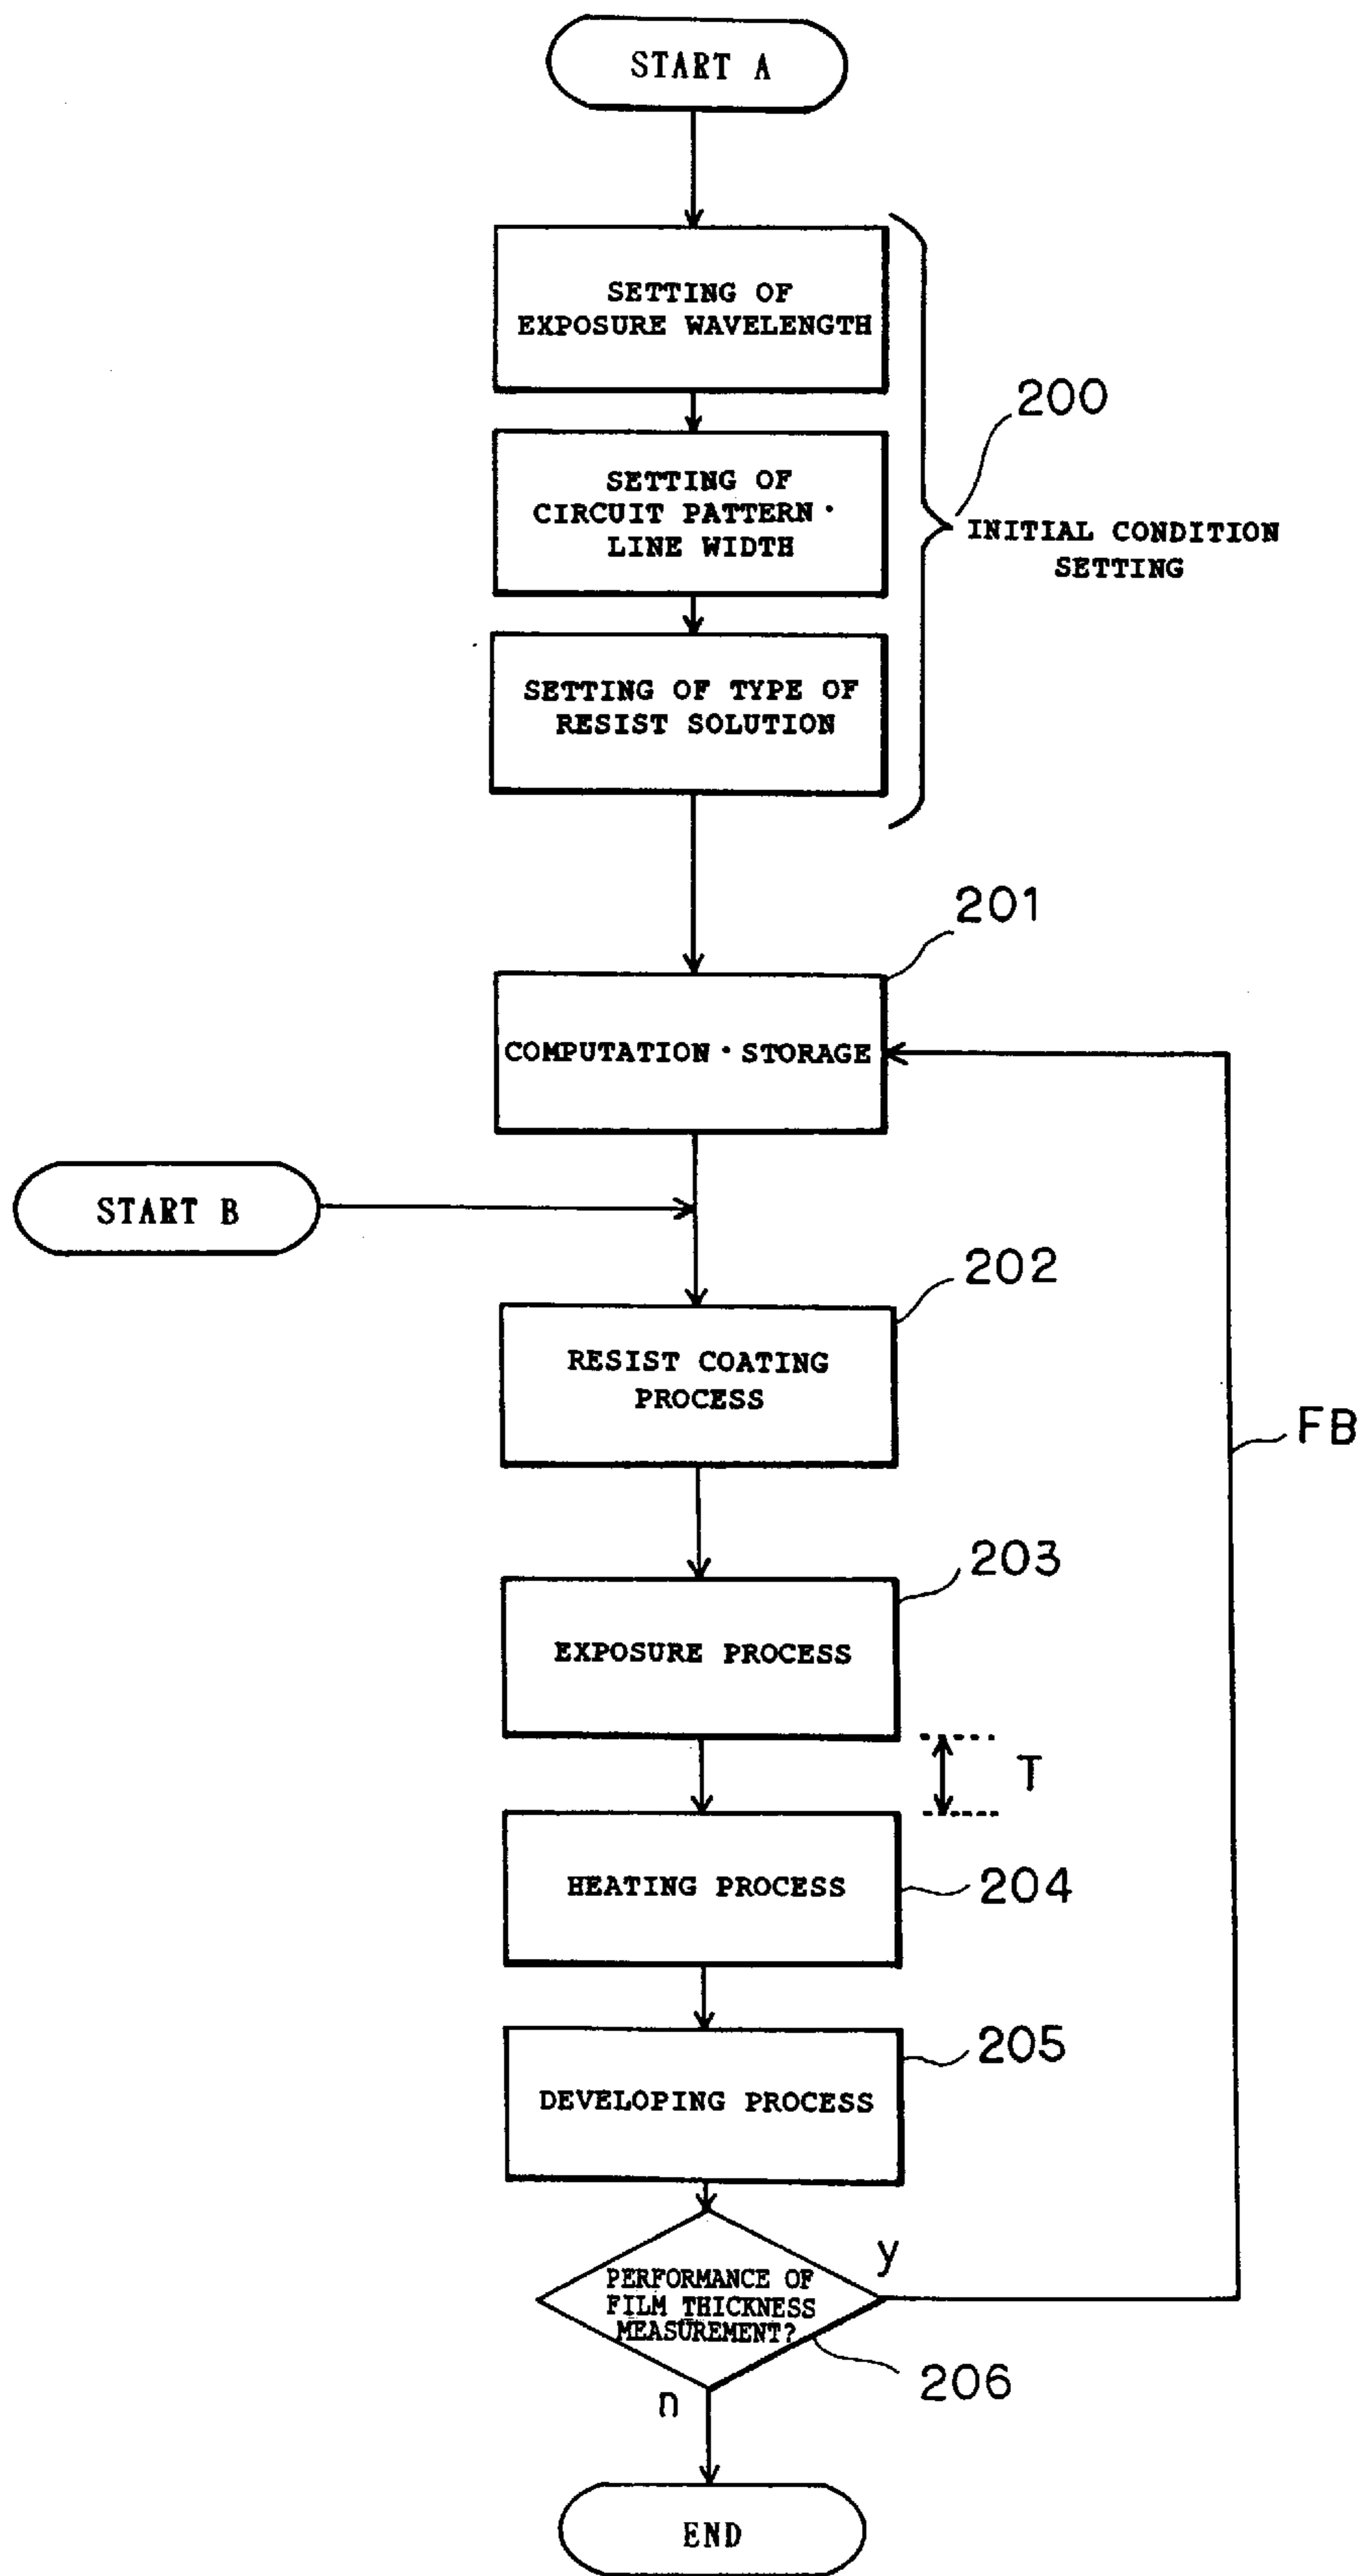 START A
SETTING OF
EXPOSURE WAVELENGTH
200
SETTING OF
CIRCUIT PATTERN・
LINE WIDTH
INITIAL CONDITION
SETTING
SETTING OF TYPE OF
RESIST SOLUTION
201
COMPUTATION・STORAGE
START B
202
RESIST COATING
PROCESS
FB
203
EXPOSURE PROCESS
T
HEATING PROCESS
204
205
DEVELOPING PROCESS
y
PERFORMANCE OF
FILM THICKNESS
MEASUREMENT?
206
n
END